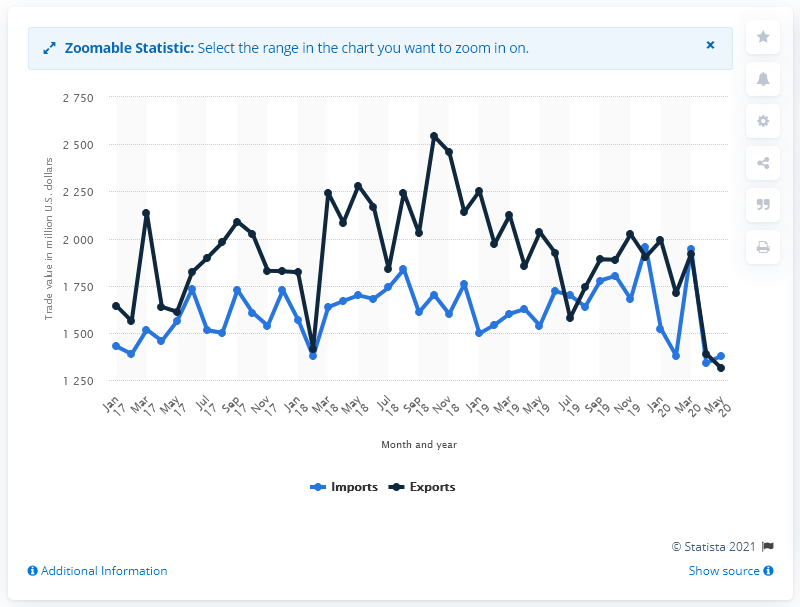 Zoomable Statistic: Select the range in the chart you want to zoom in on.
2 750
2 500
2 250
2 000
1 750
1 500
1 250
Trade value in million U.S. dollars
Jan 17
Mar 17
May 17
Jul 17
Sep 17
Nov 17
Jan 18
Mar 18
May 18
Jul 18
Sep 18
Nov 18
Jan 19
Mar 19
May 19
Jul 19
Sep 19
Nov 19
Jan 20
Mar 20
May 20
Month and year
Imports Exports
© Statista 2021
Additional Information Show source